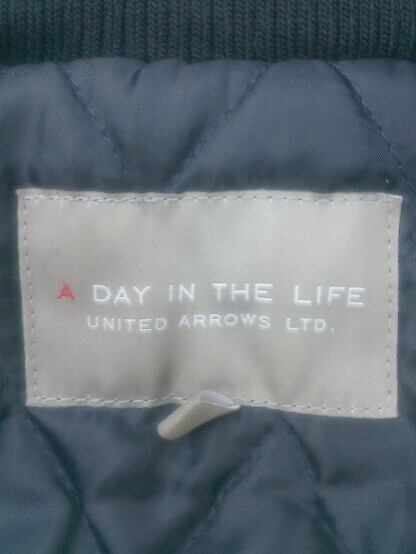 A DAY IN THE LIFE
UNITED ARROWS LTD.